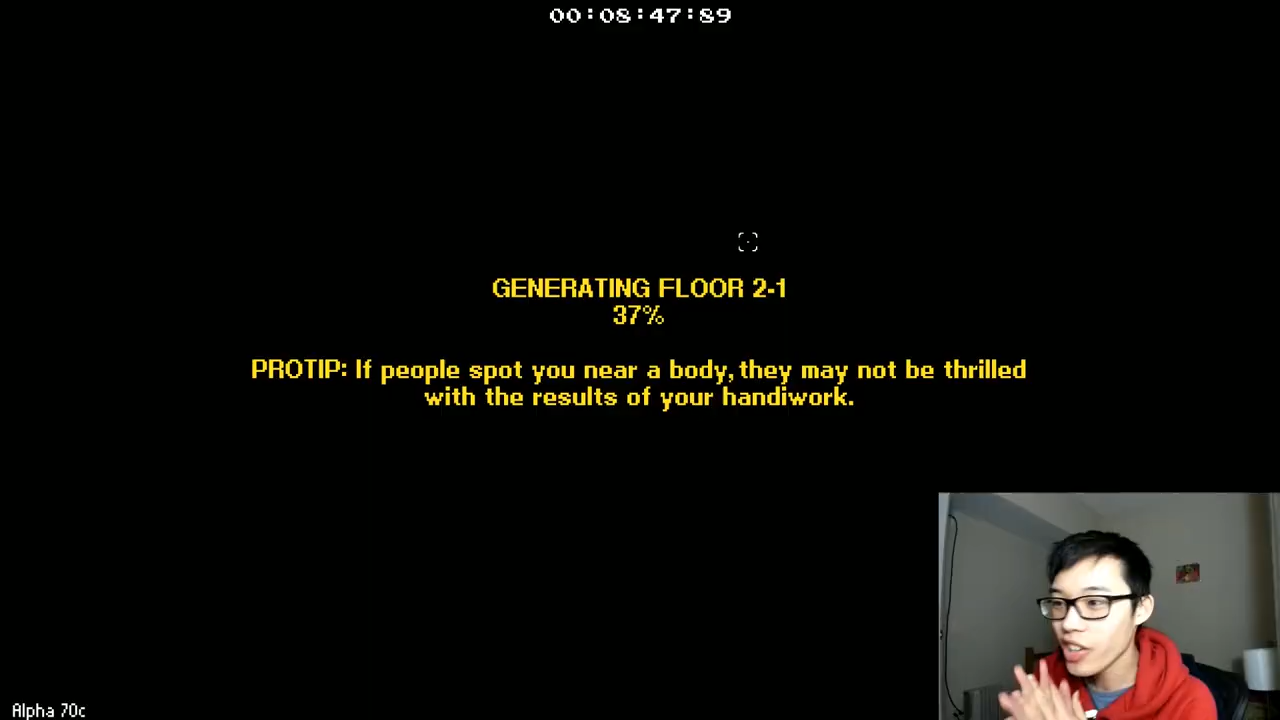 00:08:47:89
GENERATING FLOOR 2-1
37%
PROTIP: If people spot you near a body, they may not be thrilled
with the results of your handiwork.
Alpha 70c